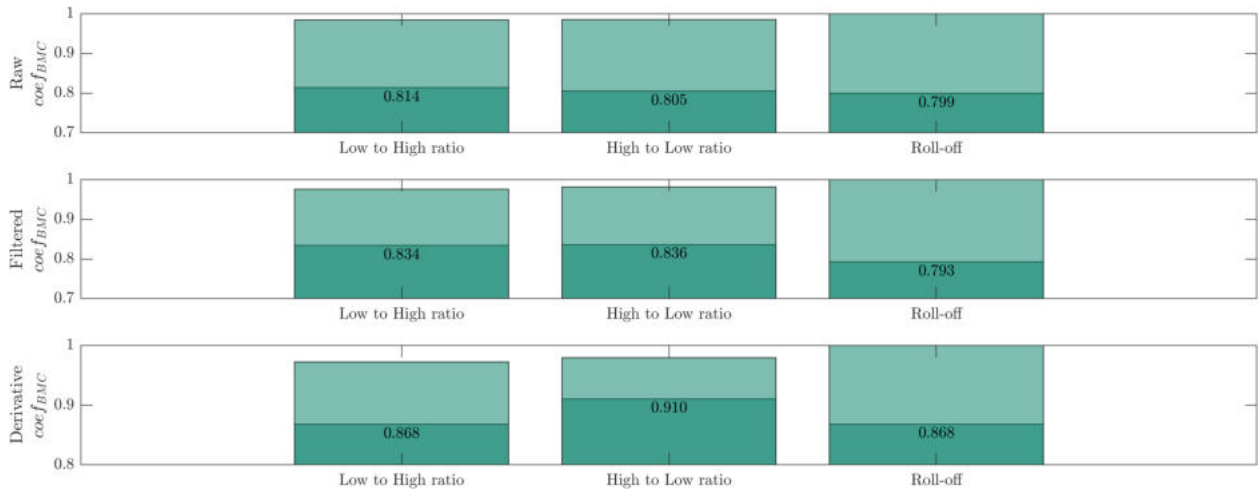 1
0.9
0.8
0.7
Raw
coef_BMC
0.814
0.805
0.799
Low to High ratio
High to Low ratio
Roll-off
1
0.9
0.8
0.7
Filtered
coef_BMC
0.834
0.836
0.793
Low to High ratio
High to Low ratio
Roll-off
1
0.9
0.8
Derivative
coef_BMC
0.868
0.910
0.868
Low to High ratio
High to Low ratio
Roll-off